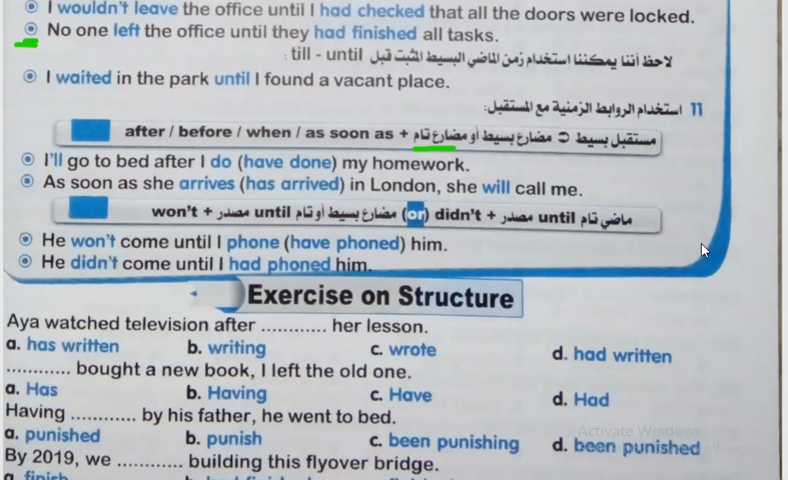 I wouldn't leave the office until I had checked that all the doors were locked.
No one left the office until they had finished all tasks.
لاحظ أننا يمكننا استخدام زمن الماضي البسيط المثبت قبل till - until :
I waited in the park until I found a vacant place.
11 استخدام الروابط الزمنية مع المستقبل:
مستقبل بسيط ⊃ مضارع بسيط أو مضارع تام + after / before / when / as soon as
I'll go to bed after I do (have done) my homework.
As soon as she arrives (has arrived) in London, she will call me.
won't + مصدر until مضارع بسيط أو تام (or) didn't + مصدر until ماضي تام
He won't come until I phone (have phoned) him.
He didn't come until I had phoned him.
Exercise on Structure
Aya watched television after ............ her lesson.
a. has written b. writing c. wrote d. had written
............ bought a new book, I left the old one.
a. Has b. Having c. Have d. Had
Having ............ by his father, he went to bed.
a. punished b. punish c. been punishing d. been punished
Activate Windows
By 2019, we ............ building this flyover bridge.
a. finish